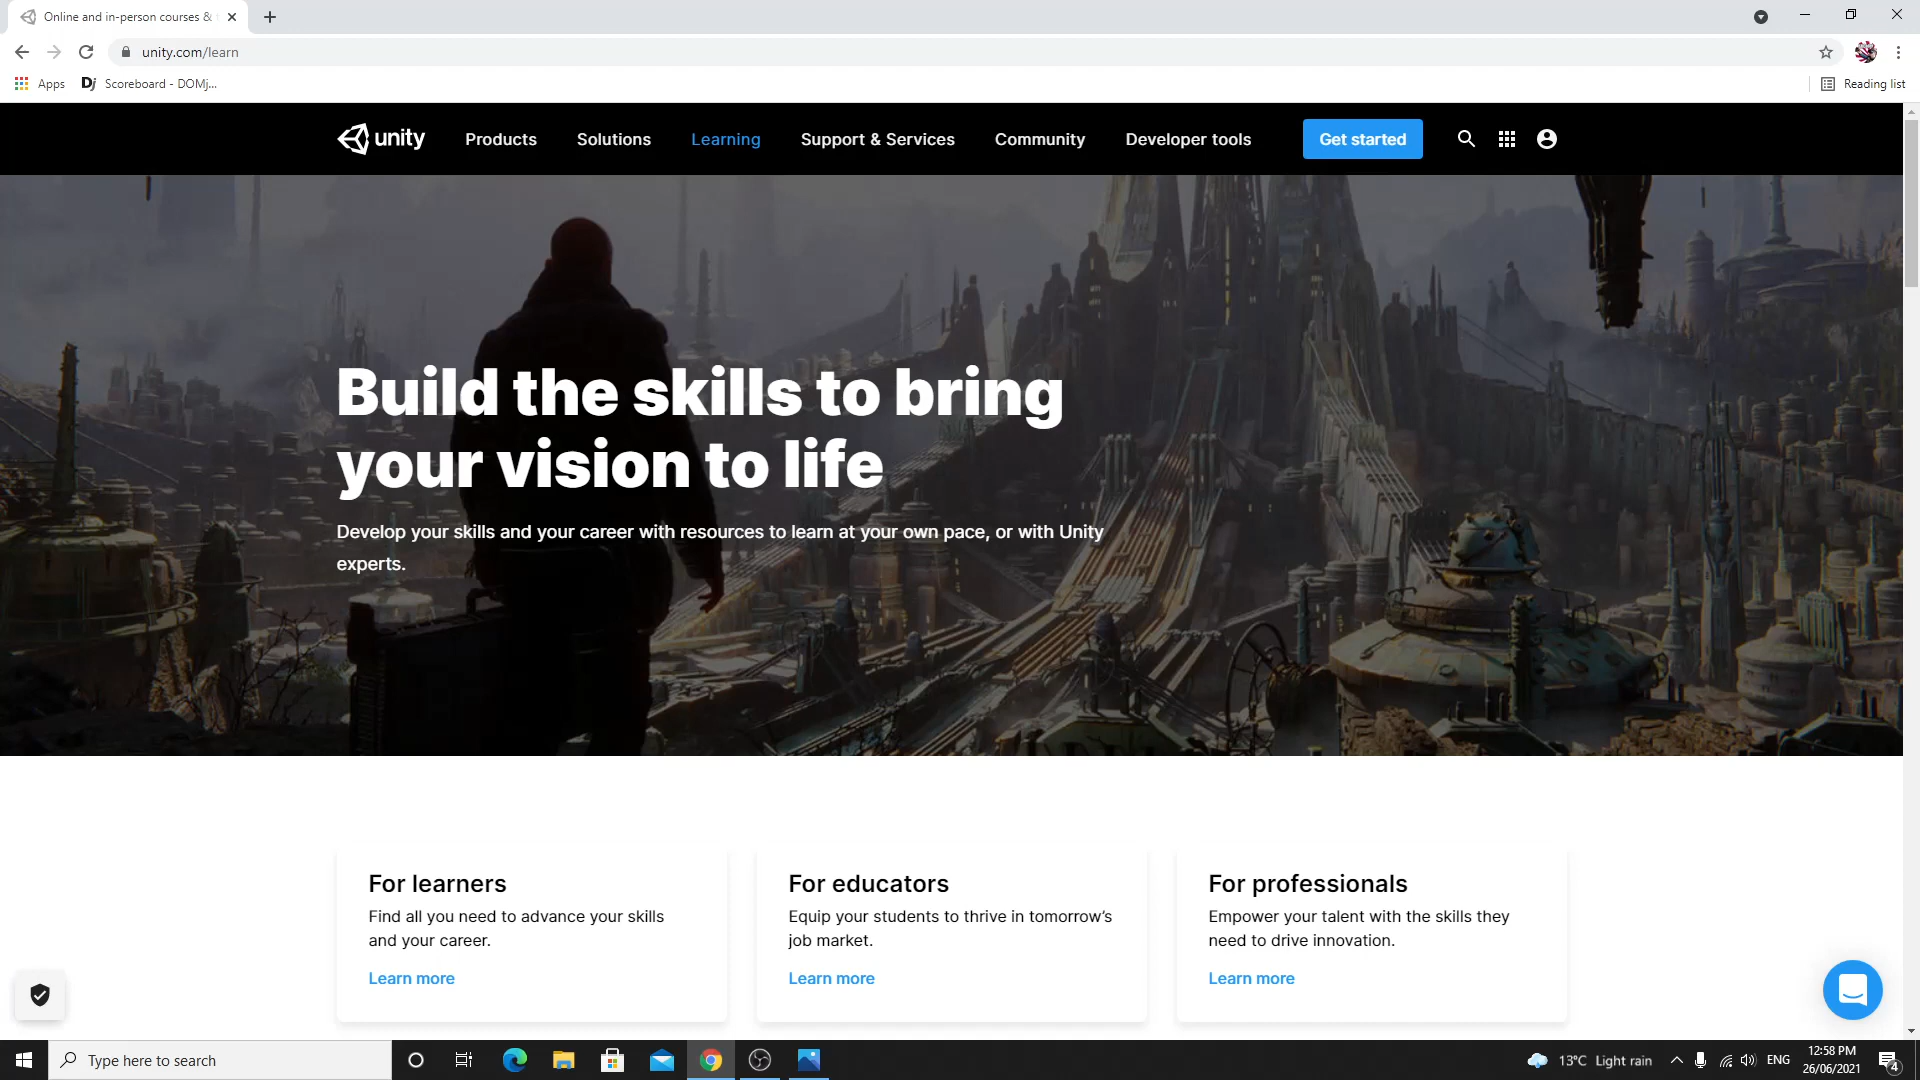 Online and in-person courses &
unity.com/learn
Apps
Dj Scoreboard - DOMj...
Reading list
unity
Products
Solutions
Learning
Support & Services
Community
Developer tools
Get started
Build the skills to bring
your vision to life
Develop your skills and your career with resources to learn at your own pace, or with Unity
experts.
For learners
Find all you need to advance your skills
and your career.
Learn more
For educators
Equip your students to thrive in tomorrow’s
job market.
Learn more
For professionals
Empower your talent with the skills they
need to drive innovation.
Learn more
Type here to search
13°C Light rain
ENG
12:58 PM
26/06/2021
4